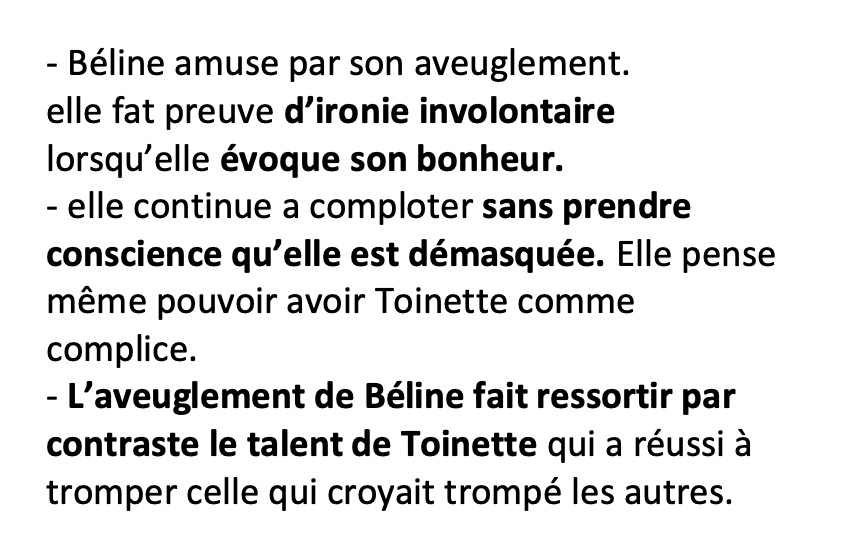 - Béline amuse par son aveuglement.
elle fat preuve d’ironie involontaire
lorsqu’elle évoque son bonheur.
- elle continue a comploter sans prendre
conscience qu’elle est démasquée. Elle pense
même pouvoir avoir Toinette comme
complice.
- L’aveuglement de Béline fait ressortir par
contraste le talent de Toinette qui a réussi à
tromper celle qui croyait trompé les autres.